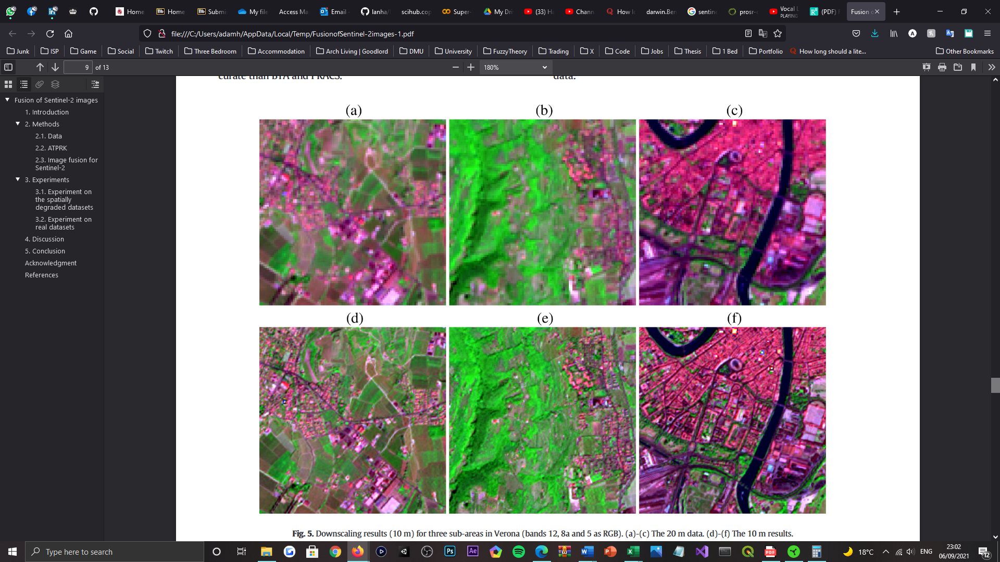 Home
Home
Submi
My file
Access Ma
Email -
lanha/
scihub.cop
Super-
My Dri
(33) Ha
Chann
How l
darwin.Ben
sentine
prosr-
Vocal
PLAYING
(PDF) F
Fusion o
file:///C:/Users/adamh/AppData/Local/Temp/FusionofSentinel-2images-1.pdf
Junk
ISP
Game
Social
Twitch
Three Bedroom
Accommodation
Arch Living | Goodlord
DMU
University
FuzzyTheory
Trading
X
Code
Jobs
Thesis
1 Bed
Portfolio
How long should a lite...
Other Bookmarks
9 of 13
180%
Fusion of Sentinel-2 images
1. Introduction
2. Methods
2.1. Data
2.2. ATPRK
2.3. Image fusion for
Sentinel-2
3. Experiments
3.1. Experiment on
the spatially
degraded datasets
3.2. Experiment on
real datasets
4. Discussion
5. Conclusion
Acknowledgment
References
curate than BTA and PRACS.
data.
(a) (b) (c)
(d) (e) (f)
Fig. 5. Downscaling results (10 m) for three sub-areas in Verona (bands 12, 8a and 5 as RGB). (a)-(c) The 20 m data. (d)-(f) The 10 m results.
Type here to search
18°C
ENG
23:02
06/09/2021
12